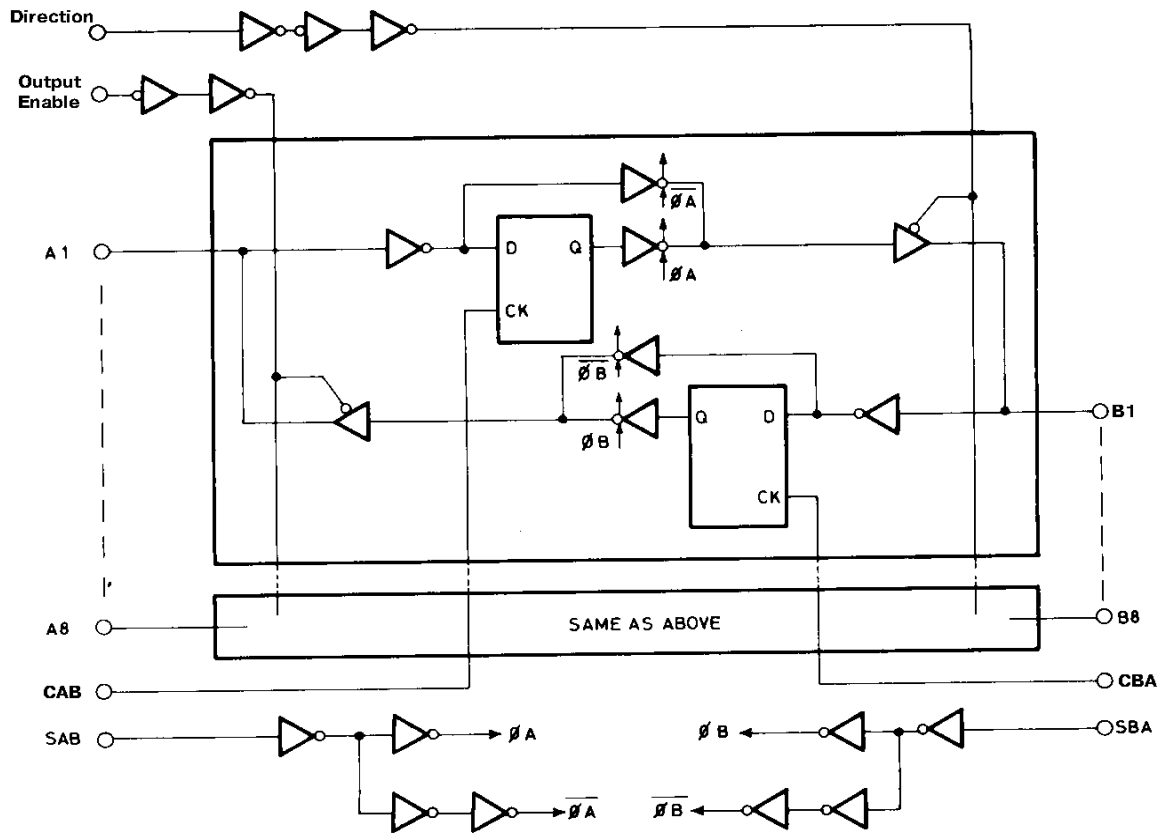 Direction
Output
Enable
A1
D Q
CK
ØA̅
ØA
ØB̅
ØB
Q D
CK
B1
A8
SAME AS ABOVE
B8
CAB
CBA
SAB
ØA
ØB
SBA
ØA̅
ØB̅